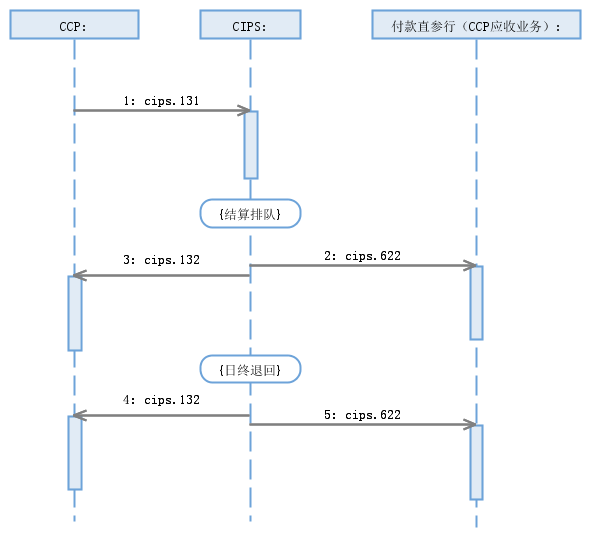 CCP:
CIPS:
付款直参行（CCP应收业务）:
1: cips.131
{结算排队}
3: cips.132
2: cips.622
{日终退回}
4: cips.132
5: cips.622